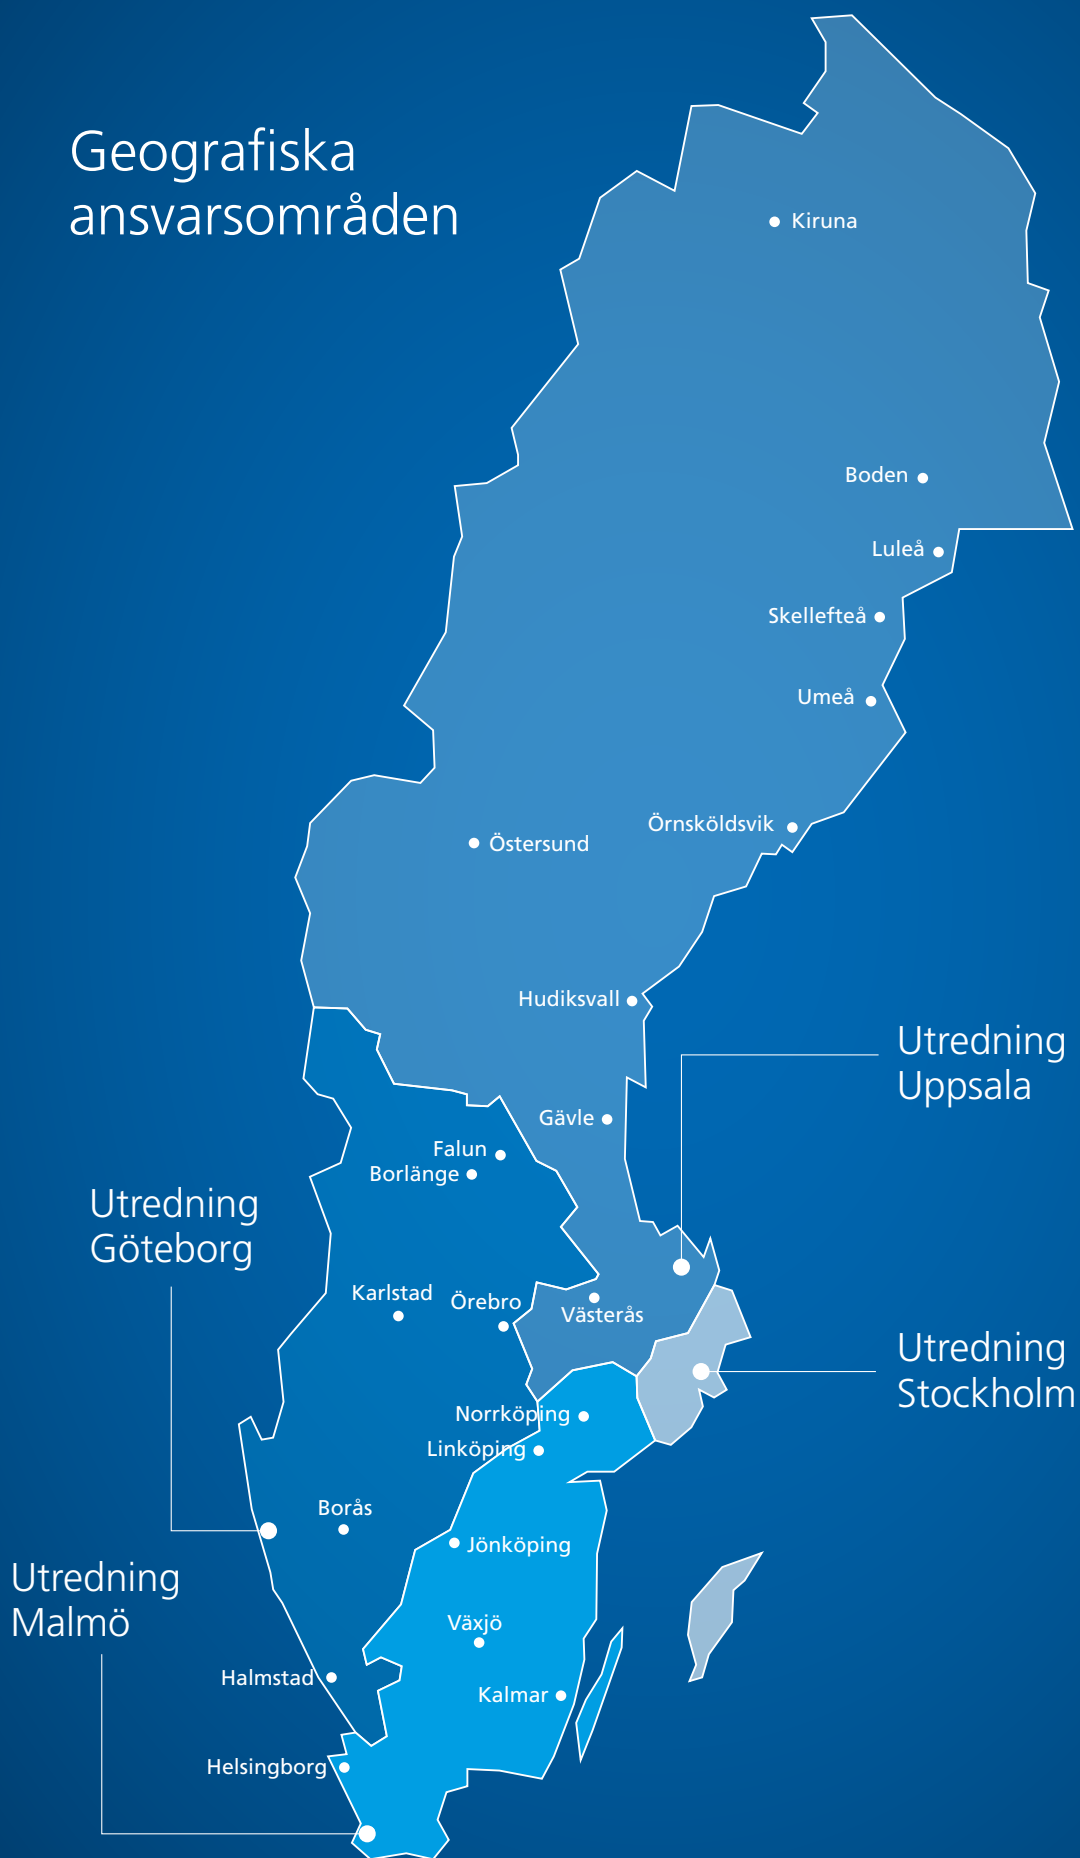 Geografiska
ansvarsområden
Kiruna
Boden
Luleå
Skellefteå
Umeå
Örnsköldsvik
Östersund
Hudiksvall
Utredning
Uppsala
Gävle
Falun
Borlänge
Utredning
Göteborg
Karlstad
Örebro
Västerås
Utredning
Stockholm
Norrköping
Linköping
Borås
Jönköping
Utredning
Malmö
Växjö
Halmstad
Kalmar
Helsingborg